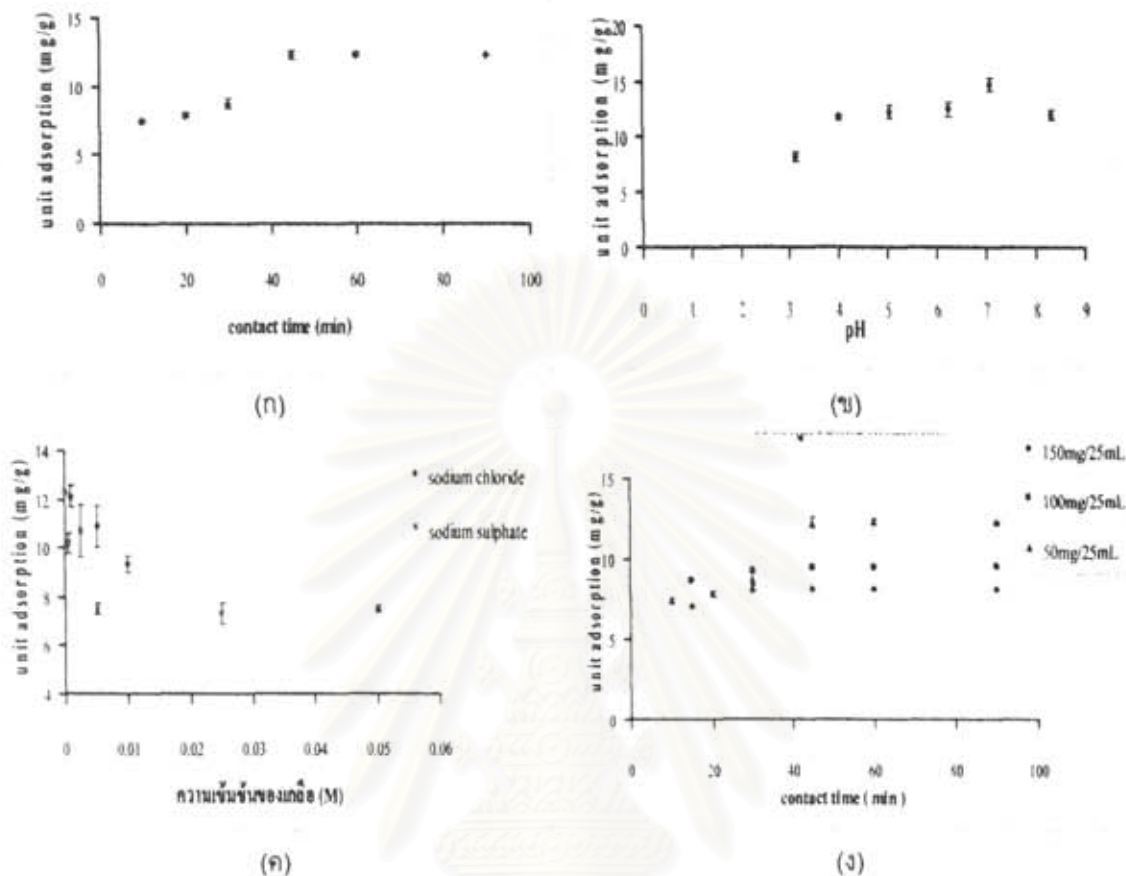 unit adsorption (mg/g)
15
10
5
0
0 20 40 60 80 100
contact time (min)
(ก)
unit adsorption (mg/g)
20
15
10
5
0
0 1 2 3 4 5 6 7 8 9
pH
(ข)
unit adsorption (mg/g)
14
12
10
8
6
4
0 0.01 0.02 0.03 0.04 0.05 0.06
ความเข้มข้นของเกลือ (M)
sodium chloride
sodium sulphate
(ค)
unit adsorption (mg/g)
15
10
5
0
0 20 40 60 80 100
contact time ( min )
150mg/25mL
100mg/25mL
50mg/25mL
(ง)